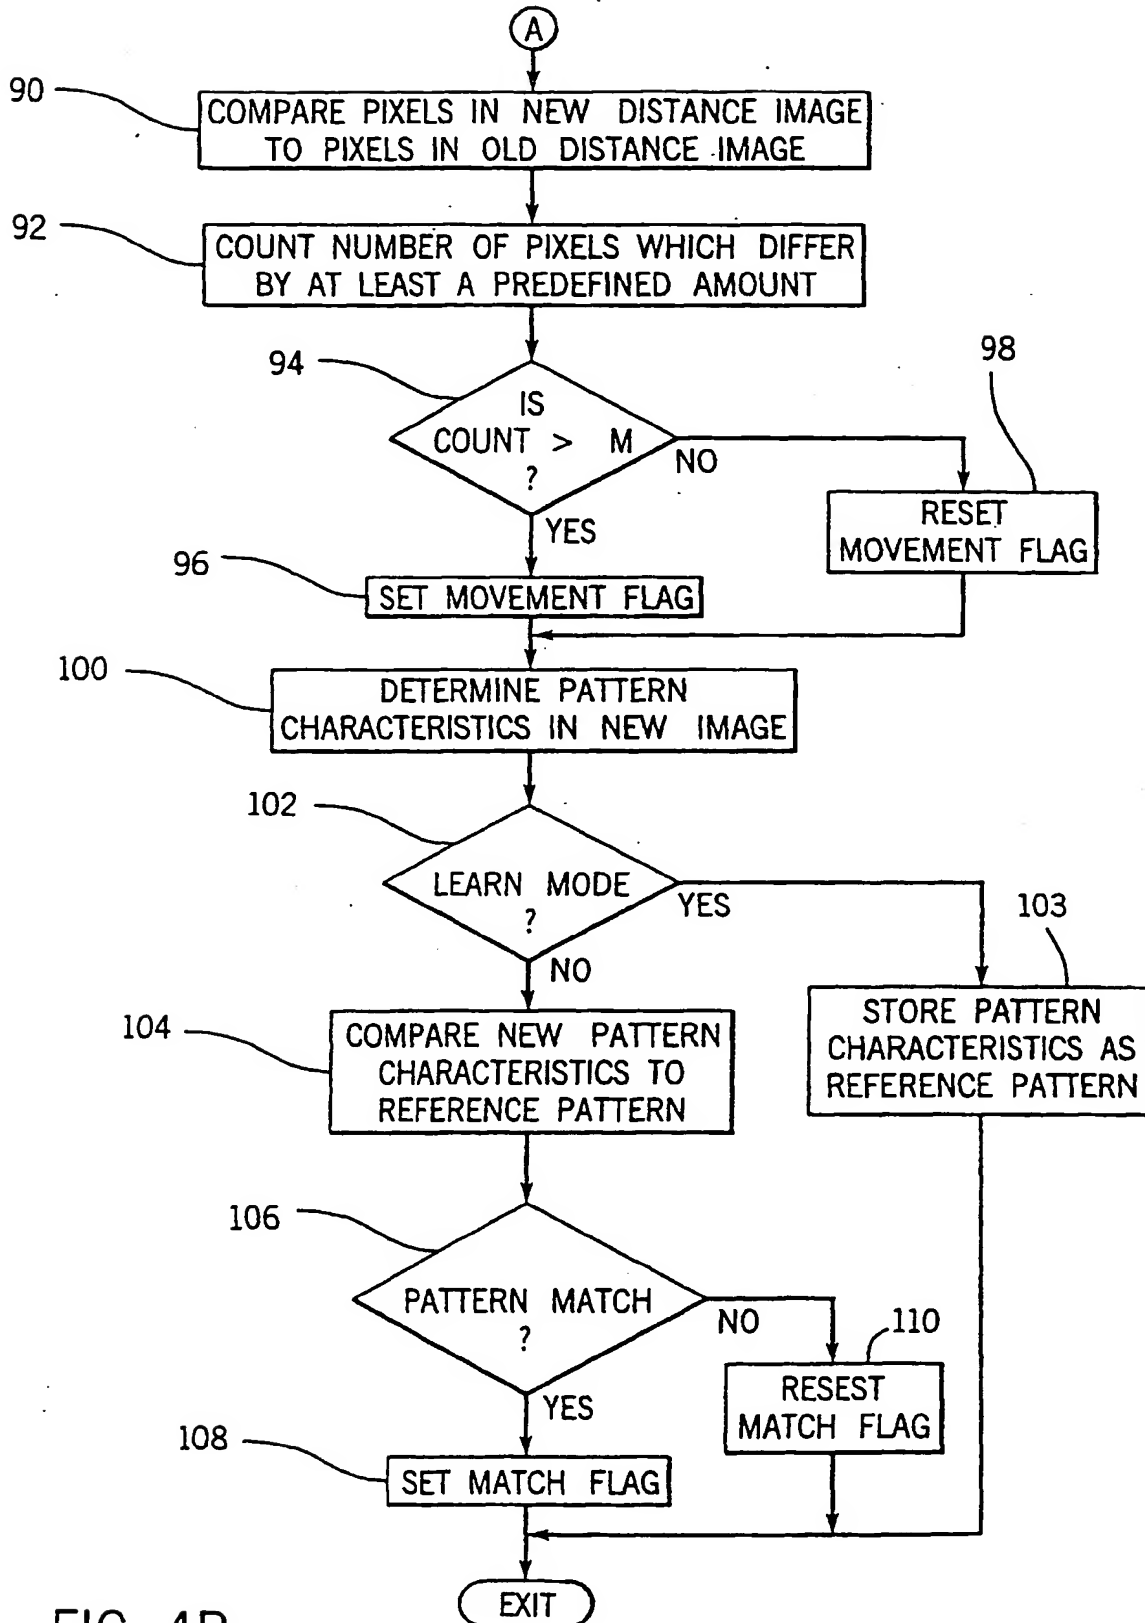 A
90
COMPARE PIXELS IN NEW DISTANCE IMAGE
TO PIXELS IN OLD DISTANCE IMAGE
92
COUNT NUMBER OF PIXELS WHICH DIFFER
BY AT LEAST A PREDEFINED AMOUNT
94
IS
COUNT > M
?
NO
98
RESET
MOVEMENT FLAG
YES
96
SET MOVEMENT FLAG
100
DETERMINE PATTERN
CHARACTERISTICS IN NEW IMAGE
102
LEARN MODE
?
YES
103
STORE PATTERN
CHARACTERISTICS AS
REFERENCE PATTERN
NO
104
COMPARE NEW PATTERN
CHARACTERISTICS TO
REFERENCE PATTERN
106
PATTERN MATCH
?
NO
110
RESEST
MATCH FLAG
YES
108
SET MATCH FLAG
EXIT
FIG. 4B